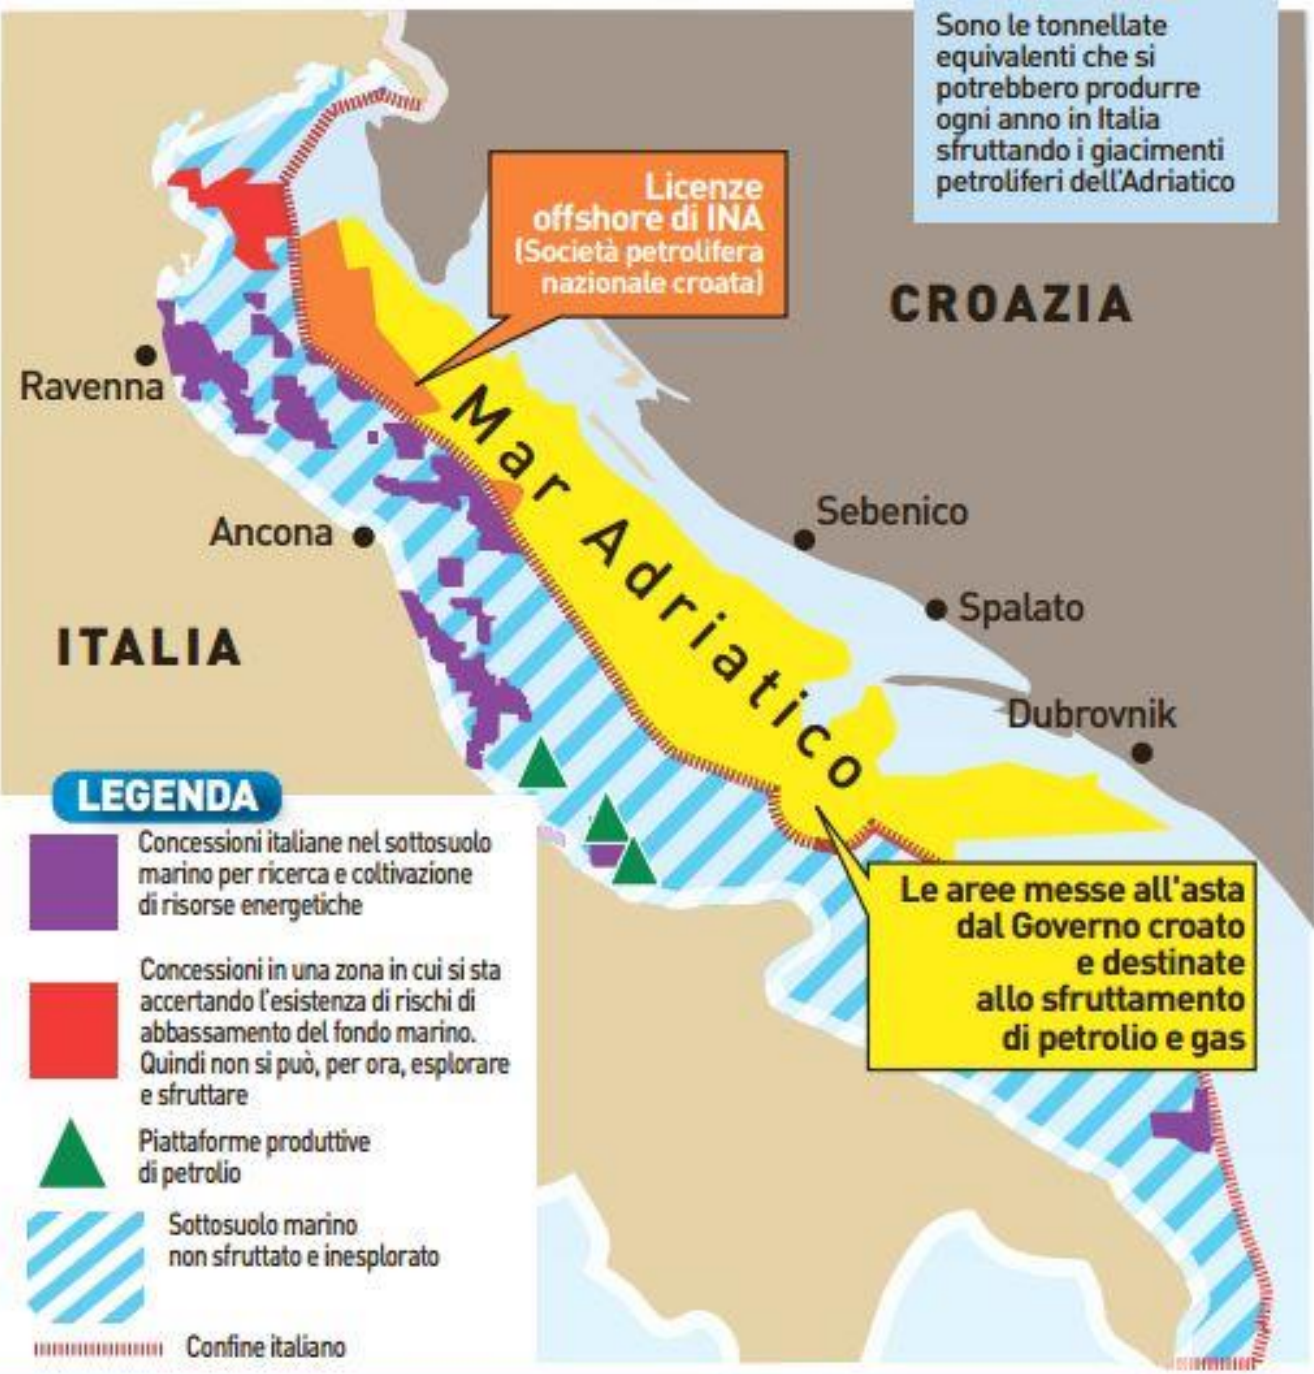 Sono le tonnellate
equivalenti che si
potrebbero produrre
ogni anno in Italia
sfruttando i giacimenti
petroliferi dell'Adriatico
Licenze
offshore di INA
(Società petrolifera
nazionale croata)
CROAZIA
Ravenna
Mar Adriatico
Ancona
Sebenico
Spalato
ITALIA
Dubrovnik
LEGENDA
Concessioni italiane nel sottosuolo
marino per ricerca e coltivazione
di risorse energetiche
Concessioni in una zona in cui si sta
accertando l'esistenza di rischi di
abbassamento del fondo marino.
Quindi non si può, per ora, esplorare
e sfruttare
Piattaforme produttive
di petrolio
Sottosuolo marino
non sfruttato e inesplorato
Confine italiano
Le aree messe all'asta
dal Governo croato
e destinate
allo sfruttamento
di petrolio e gas